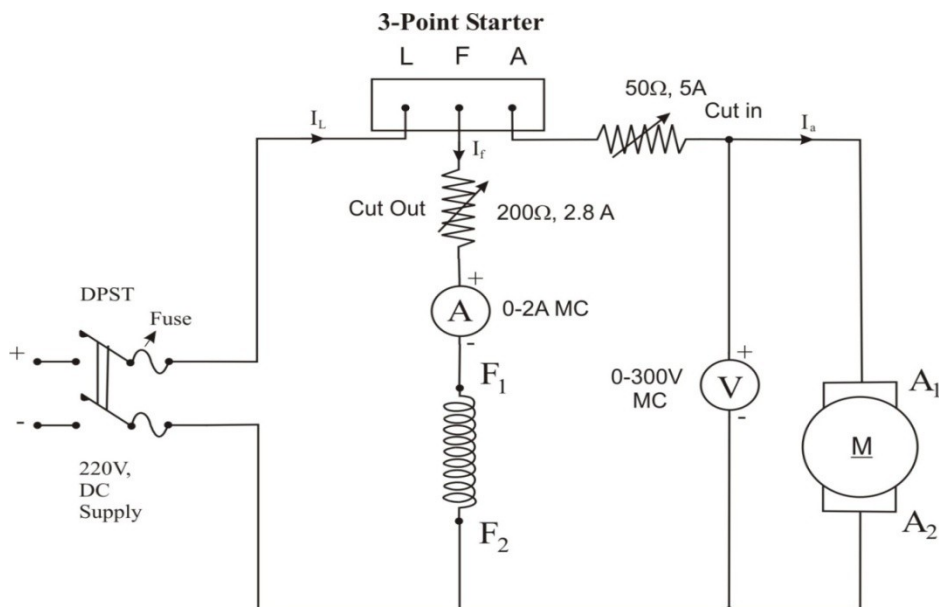 3-Point Starter
L F A
50Ω, 5A
Cut in
I_L
I_f
I_a
Cut Out
200Ω, 2.8 A
+
A
0-2A MC
-
DPST
Fuse
+
-
220V,
DC
Supply
F₁
F₂
0-300V
MC
+
V
-
A₁
M
A₂